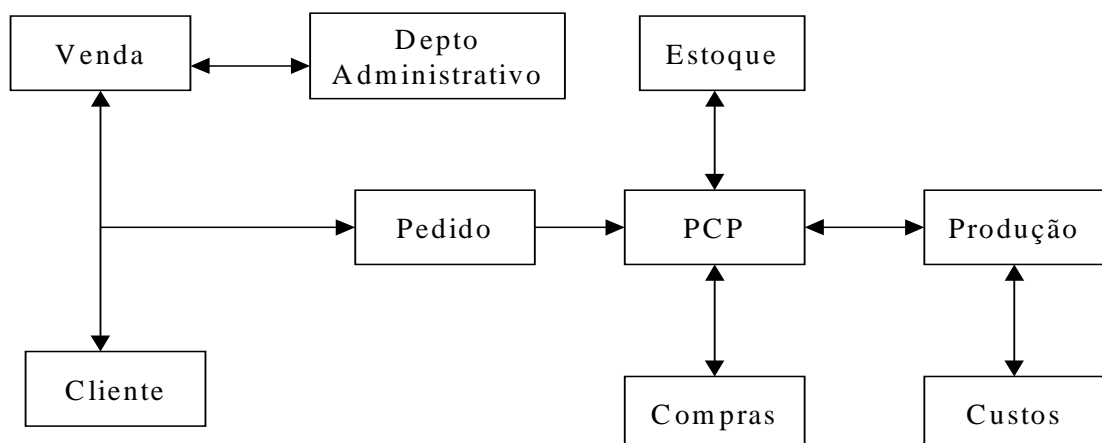 Venda
Depto
Administrativo
Estoque
Pedido
PCP
Produção
Cliente
Compras
Custos